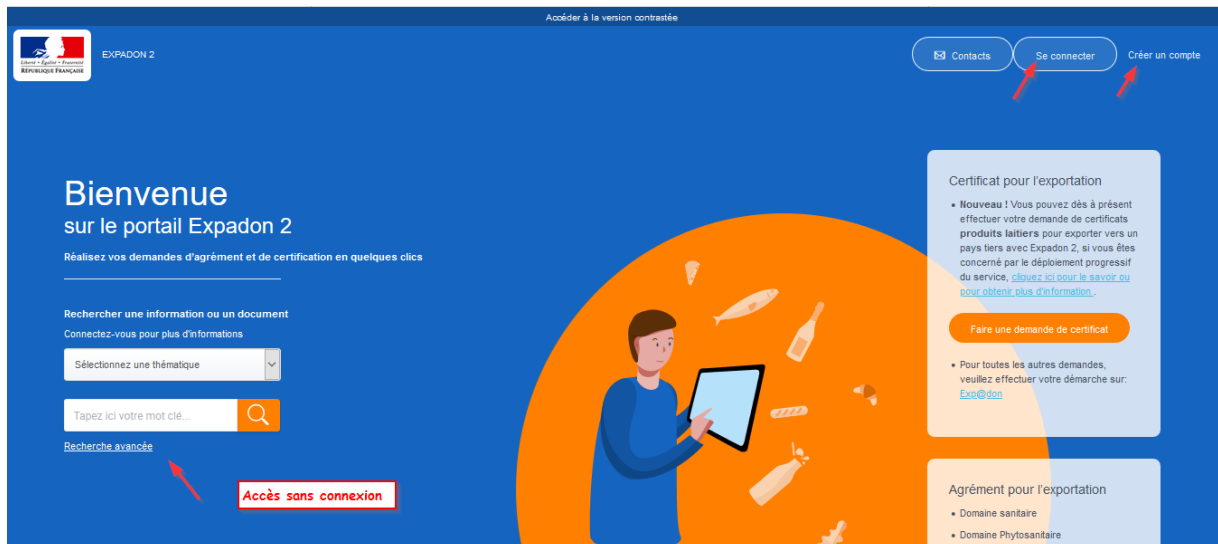 Accéder à la version contrastée
Liberté • Égalité • Fraternité
RÉPUBLIQUE FRANÇAISE
EXPADON 2
Contacts
Se connecter
Créer un compte
Bienvenue
sur le portail Expadon 2
Réalisez vos demandes d'agrément et de certification en quelques clics
Rechercher une information ou un document
Connectez-vous pour plus d'informations
Sélectionnez une thématique
Tapez ici votre mot clé...
Recherche avancée
Accès sans connexion
Certificat pour l'exportation
• Nouveau ! Vous pouvez dès à présent
effectuer votre demande de certificats
produits laitiers pour exporter vers un
pays tiers avec Expadon 2, si vous êtes
concerné par le déploiement progressif
du service, cliquez ici pour le savoir ou
pour obtenir plus d'information .
Faire une demande de certificat
• Pour toutes les autres demandes,
veuillez effectuer votre démarche sur:
Exp@don
Agrément pour l'exportation
• Domaine sanitaire
• Domaine Phytosanitaire